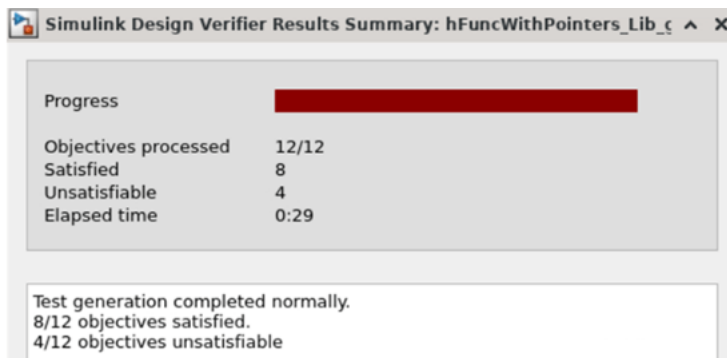 Simulink Design Verifier Results Summary: hFuncWithPointers_Lib_
Progress
Objectives processed 12/12
Satisfied 8
Unsatisfiable 4
Elapsed time 0:29
Test generation completed normally.
8/12 objectives satisfied.
4/12 objectives unsatisfiable